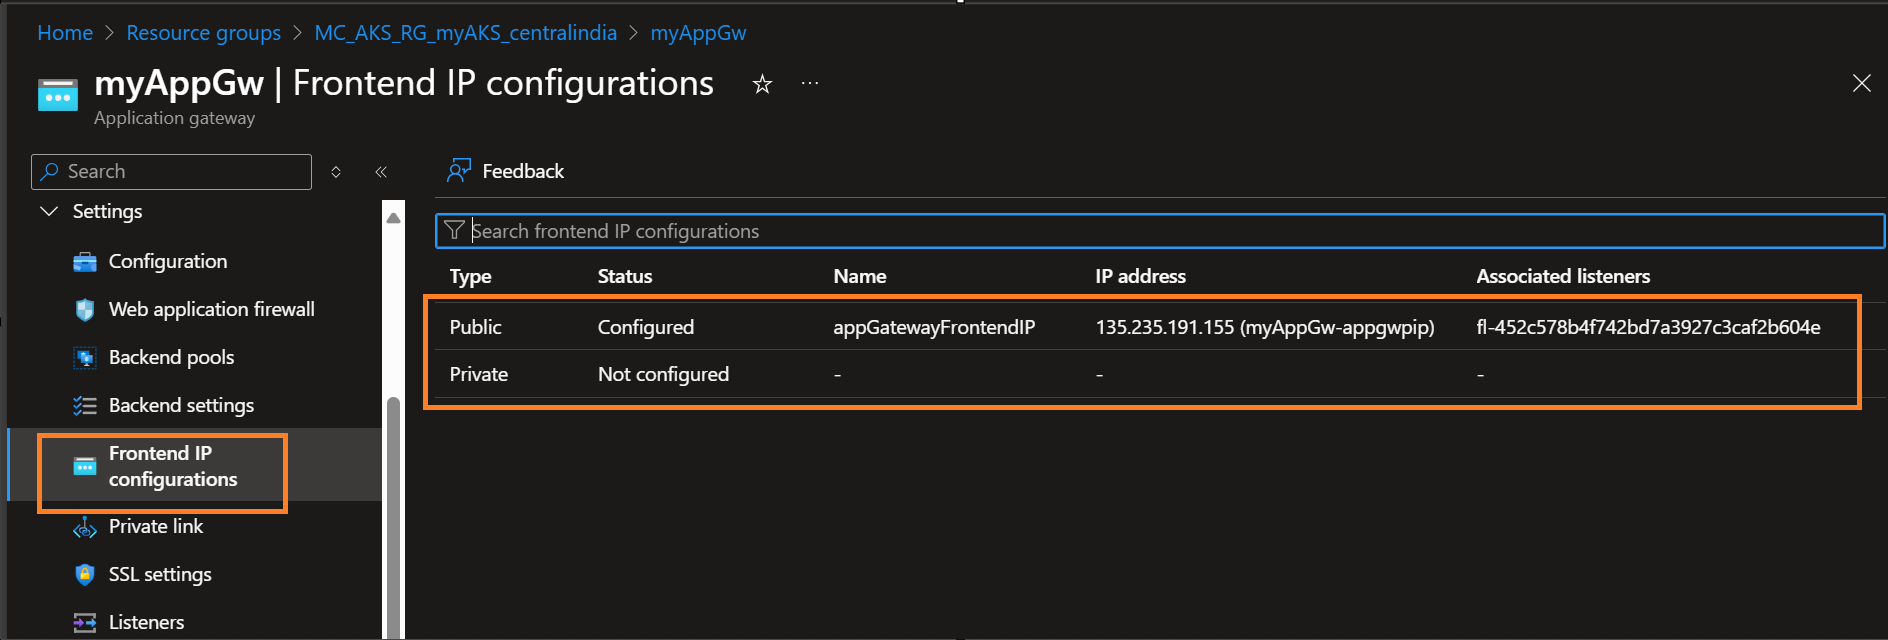 Home > Resource groups > MC_AKS_RG_myAKS_centralindia > myAppGw
myAppGw | Frontend IP configurations
Application gateway
Search
Feedback
Settings
Search frontend IP configurations
Configuration
Web application firewall
Backend pools
Backend settings
Frontend IP
configurations
Private link
SSL settings
Listeners
Type Status Name IP address Associated listeners
Public Configured appGatewayFrontendIP 135.235.191.155 (myAppGw-appgwpip) fl-452c578b4f742bd7a3927c3caf2b604e
Private Not configured - - -